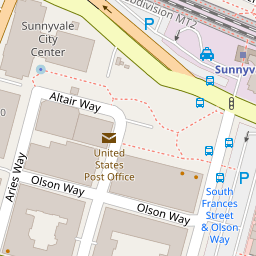 Subdivision MT2
P
Sunnyvale
City
Center
Sunnyv
Altair Way
0
United
States
Post Office
Aries Way
P
Olson Way
Olson Way
South
Frances
Street
& Olson
Way